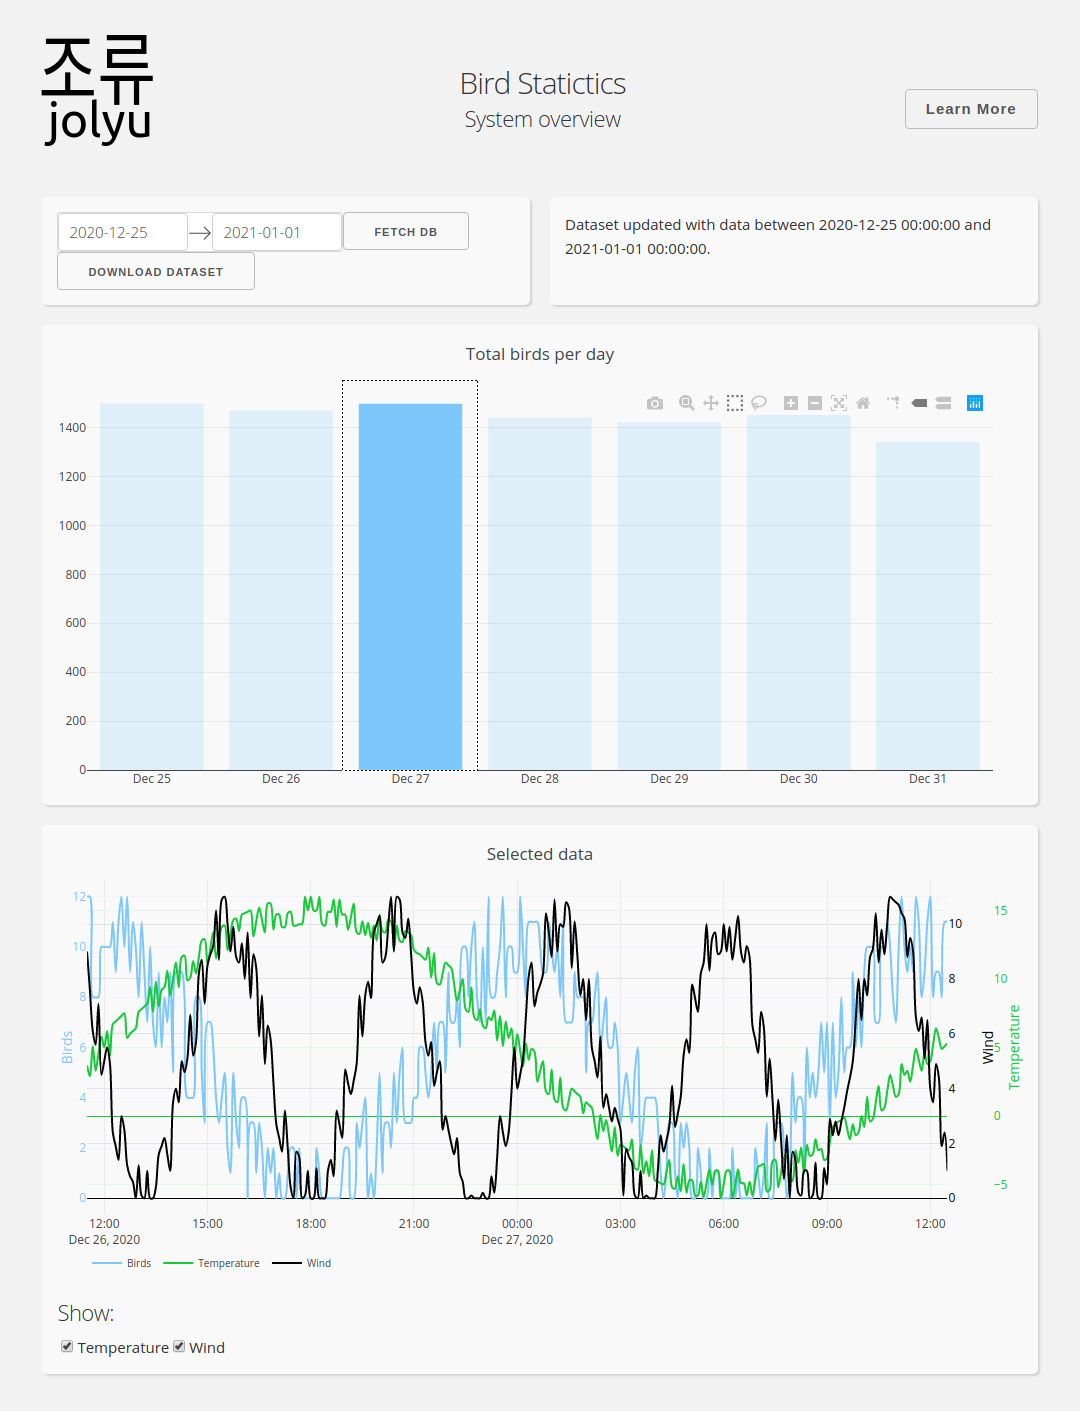 조류
jolyu
Bird Statictics
System overview
Learn More
2020-12-25
2021-01-01
FETCH DB
DOWNLOAD DATASET
Dataset updated with data between 2020-12-25 00:00:00 and
2021-01-01 00:00:00.
Total birds per day
1400
1200
1000
800
600
400
200
0
Dec 25 Dec 26 Dec 27 Dec 28 Dec 29 Dec 30 Dec 31
Selected data
Birds
12
10
8
6
4
2
0
Wind
10
8
6
4
2
0
Temperature
15
10
5
0
−5
12:00 15:00 18:00 21:00 00:00 03:00 06:00 09:00 12:00
Dec 26, 2020 Dec 27, 2020
Birds Temperature Wind
Show:
Temperature Wind